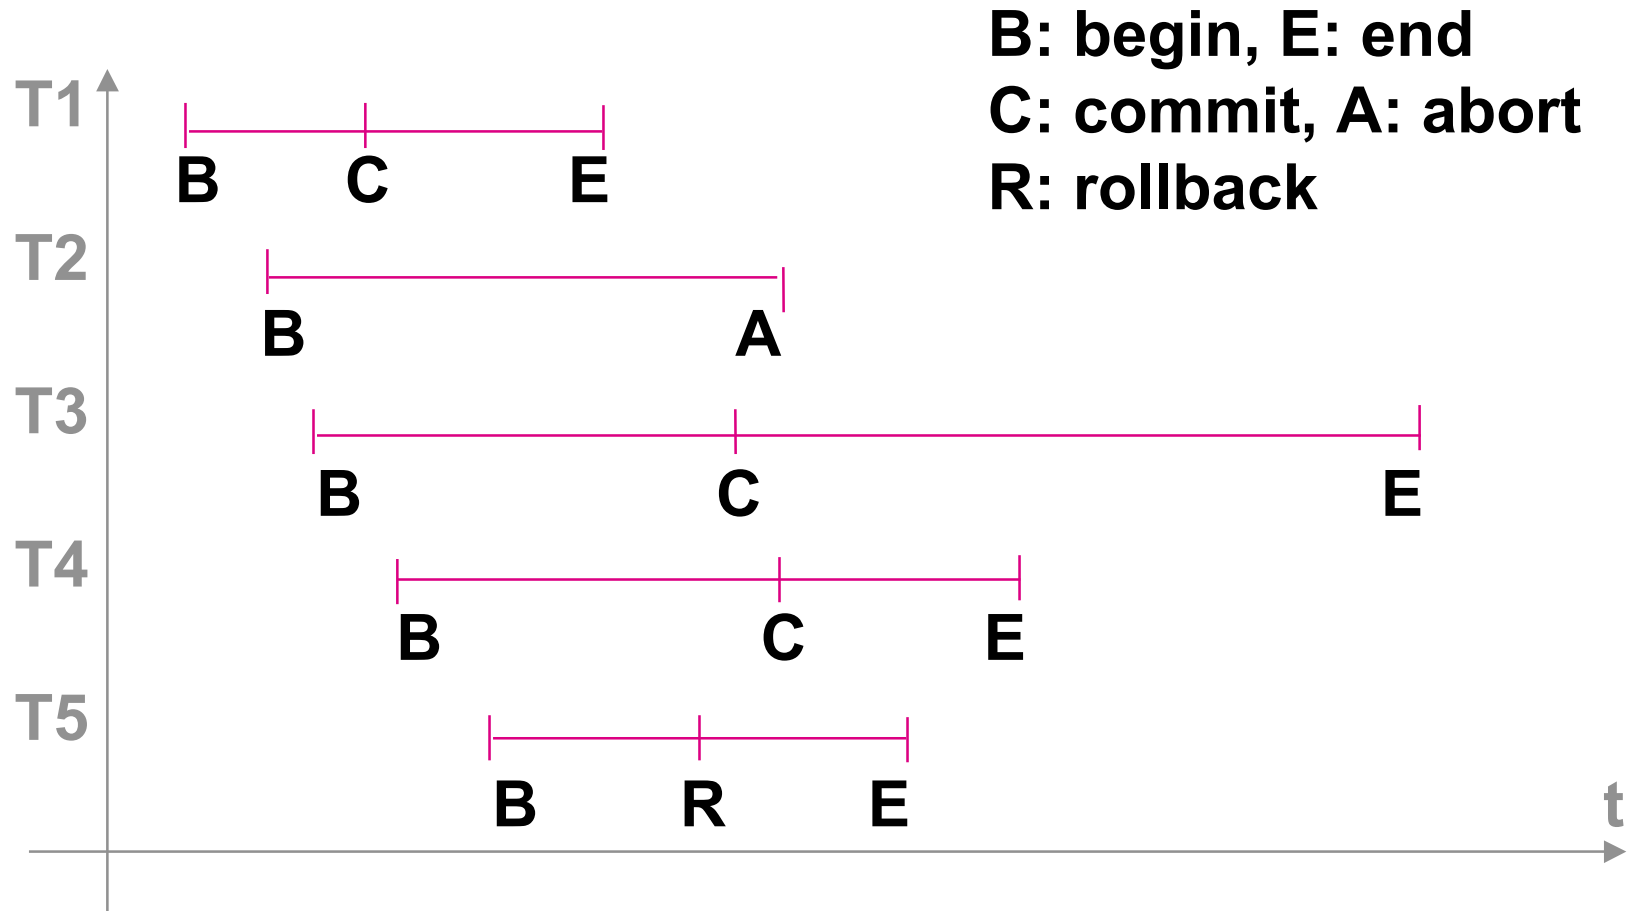 B: begin, E: end
C: commit, A: abort
R: rollback
T1
B C E
T2
B A
T3
B C E
T4
B C E
T5
B R E
t